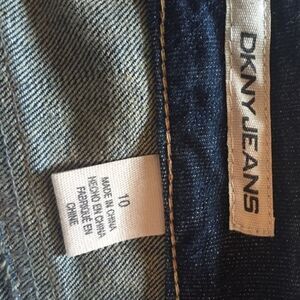 DKNY JEANS
10
MADE IN CHINA
HECHO EN CHINA
FABRIQUÉ EN
CHINE